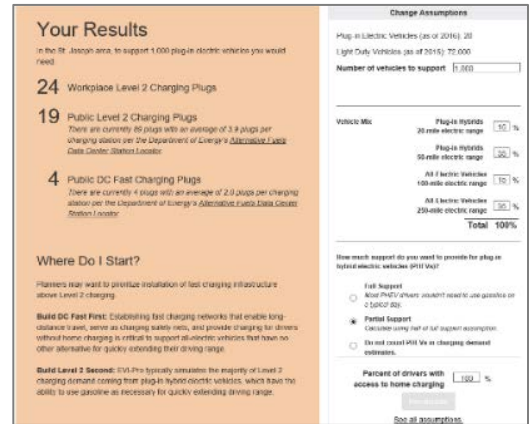 Your Results
In the St. Joseph area, to support 1,000 plug-in electric vehicles you would
need:
24 Workplace Level 2 Charging Plugs
19 Public Level 2 Charging Plugs
There are currently 89 plugs with an average of 3.9 plugs per
charging station per the Department of Energy's Alternative Fuels
Data Center Station Locator.
4 Public DC Fast Charging Plugs
There are currently 4 plugs with an average of 2.0 plugs per charging
station per the Department of Energy's Alternative Fuels Data Center
Station Locator.
Where Do I Start?
Planners may want to prioritize installation of fast charging infrastructure
above Level 2 charging.
Build DC Fast First: Establishing fast charging networks that enable long-
distance travel, serve as charging safety nets, and provide charging for drivers
without home charging is critical to support all-electric vehicles that have no
other alternative for quickly extending their driving range.
Build Level 2 Second: EVI-Pro typically simulates the majority of Level 2
charging demand coming from plug-in hybrid electric vehicles, which have the
ability to use gasoline as necessary for quickly extending driving range.
Change Assumptions
Plug-in Electric Vehicles (as of 2016): 20
Light Duty Vehicles (as of 2015): 72,000
Number of vehicles to support 1,000
Vehicle Mix
Plug-in Hybrids
20-mile electric range %
Plug-in Hybrids
50-mile electric range %
All-Electric Vehicles
100-mile electric range %
All-Electric Vehicles
250-mile electric range %
Total 100%
How much support do you want to provide for plug-in
hybrid electric vehicles (PHEVs)?
Full Support
Most PHEV drivers wouldn't need to use gasoline on
a typical day.
Partial Support
Calculate using half of full support assumption.
Do not count PHEVs in charging demand
estimates.
Percent of drivers with
access to home charging 100 %
See all assumptions.